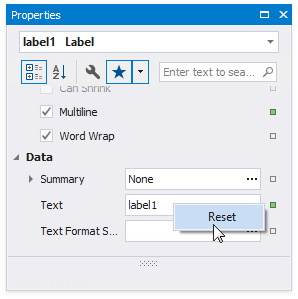 Properties
label1 Label
A Z
Enter text to sea...
Can Shrink
Multiline
Word Wrap
Data
Summary None ...
Text label1
Reset
Text Format S... ...